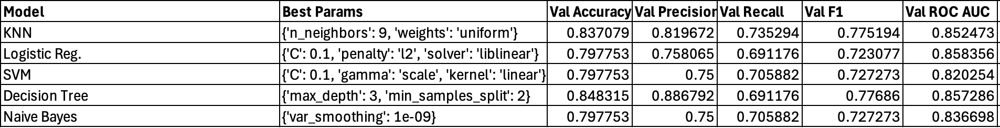 Model Best Params Val Accuracy Val Precision Val Recall Val F1 Val ROC AUC
KNN {'n_neighbors': 9, 'weights': 'uniform'} 0.837079 0.819672 0.735294 0.775194 0.852473
Logistic Reg. {'C': 0.1, 'penalty': 'l2', 'solver': 'liblinear'} 0.797753 0.758065 0.691176 0.723077 0.858356
SVM {'C': 0.1, 'gamma': 'scale', 'kernel': 'linear'} 0.797753 0.75 0.705882 0.727273 0.820254
Decision Tree {'max_depth': 3, 'min_samples_split': 2} 0.848315 0.886792 0.691176 0.77686 0.857286
Naive Bayes {'var_smoothing': 1e-09} 0.797753 0.75 0.705882 0.727273 0.836698